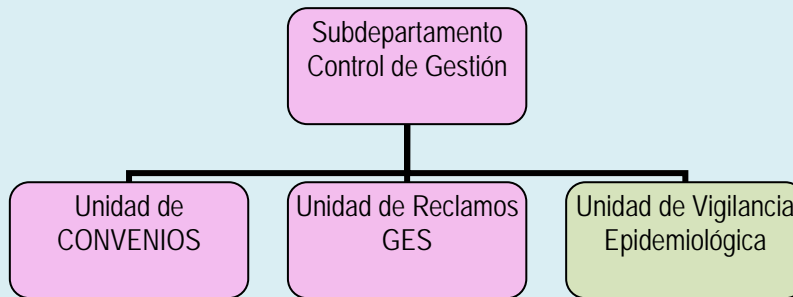 Subdepartamento
Control de Gestión
Unidad de
CONVENIOS
Unidad de Reclamos
GES
Unidad de Vigilancia
Epidemiológica